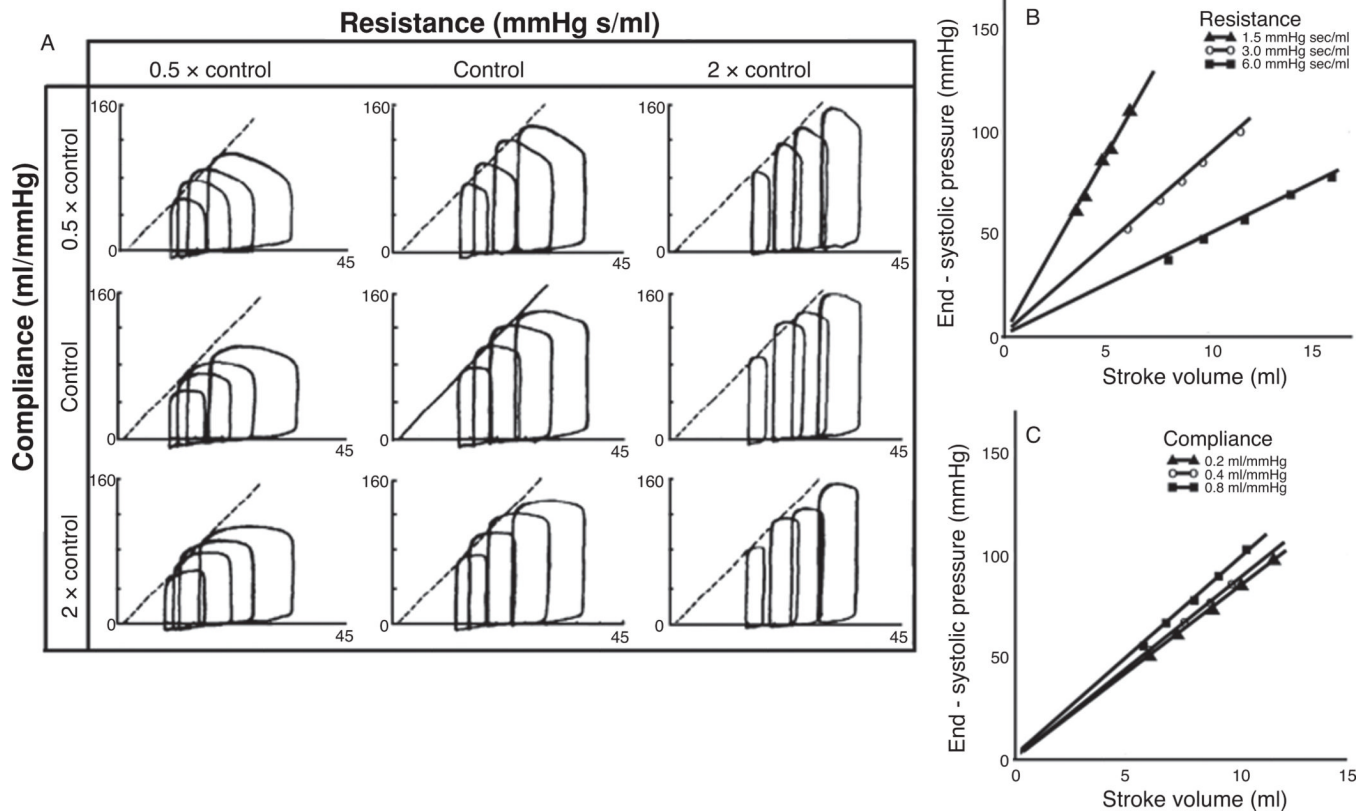 A
Resistance (mmHg s/ml)
0.5 × control
Control
2 × control
Compliance (ml/mmHg)
0.5 × control
160
0
45
160
0
45
160
0
45
Control
160
0
45
160
0
45
160
0
45
2 × control
160
0
45
160
0
45
160
0
45
B
Resistance
1.5 mmHg sec/ml
3.0 mmHg sec/ml
6.0 mmHg sec/ml
End - systolic pressure (mmHg)
150
100
50
0
0
5
10
15
Stroke volume (ml)
C
Compliance
0.2 ml/mmHg
0.4 ml/mmHg
0.8 ml/mmHg
End - systolic pressure (mmHg)
150
100
50
0
0
5
10
15
Stroke volume (ml)